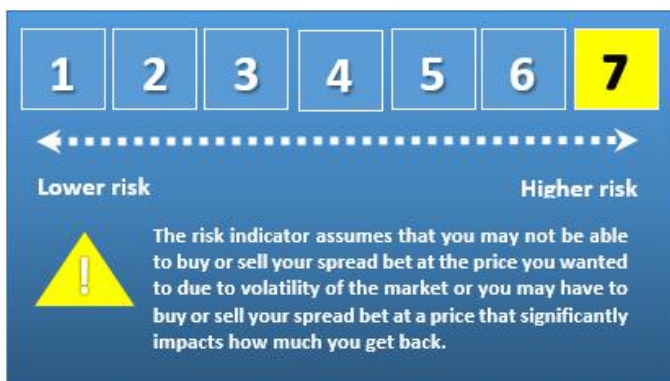 1 2 3 4 5 6 7
Lower risk Higher risk
!
The risk indicator assumes that you may not be able
to buy or sell your spread bet at the price you wanted
to due to volatility of the market or you may have to
buy or sell your spread bet at a price that significantly
impacts how much you get back.